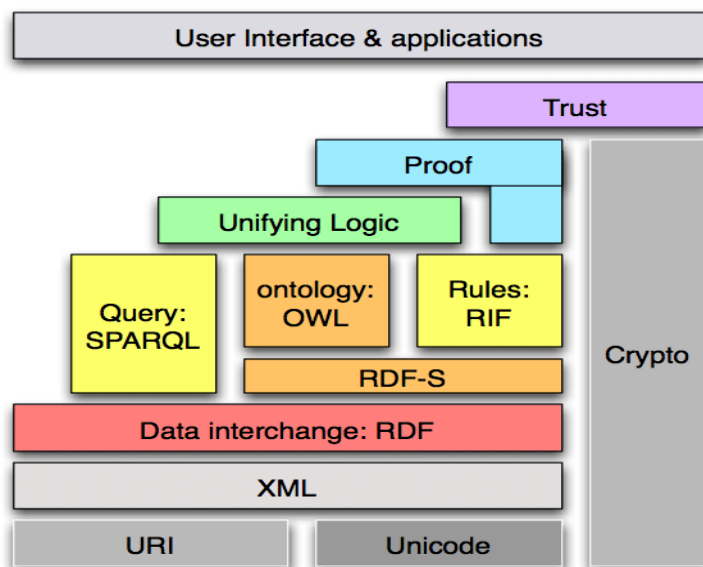 User Interface & applications
Trust
Proof
Unifying Logic
Query:
SPARQL
ontology:
OWL
Rules:
RIF
Crypto
RDF-S
Data interchange: RDF
XML
URI
Unicode